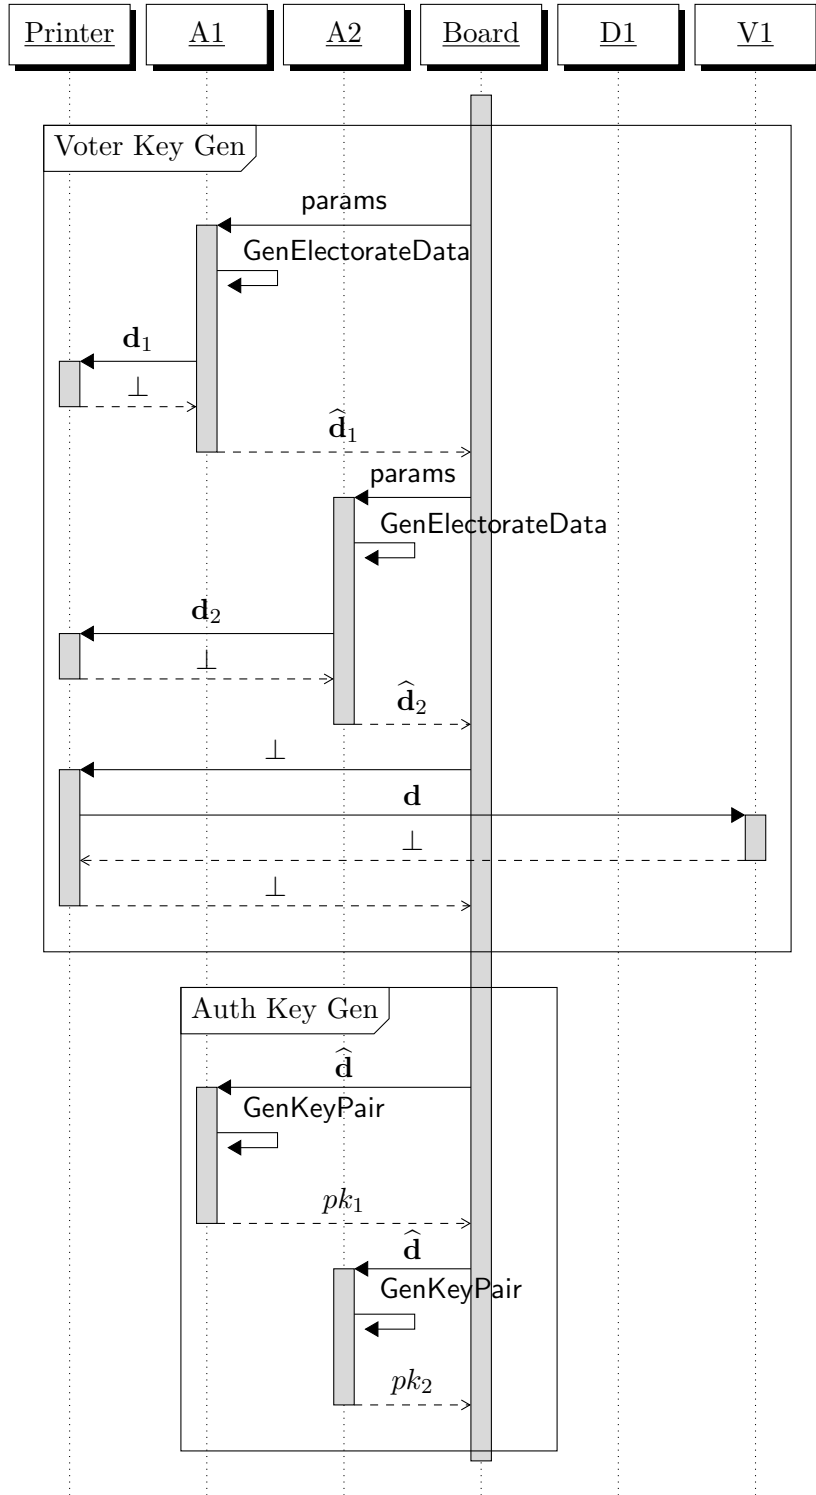 Printer A1 A2 Board D1 V1
Voter Key Gen
params
GenElectorateData
𝐝₁
⊥
𝐝̂₁
params
GenElectorateData
𝐝₂
⊥
𝐝̂₂
⊥
𝐝
⊥
⊥
Auth Key Gen
𝐝̂
GenKeyPair
pk₁
𝐝̂
GenKeyPair
pk₂